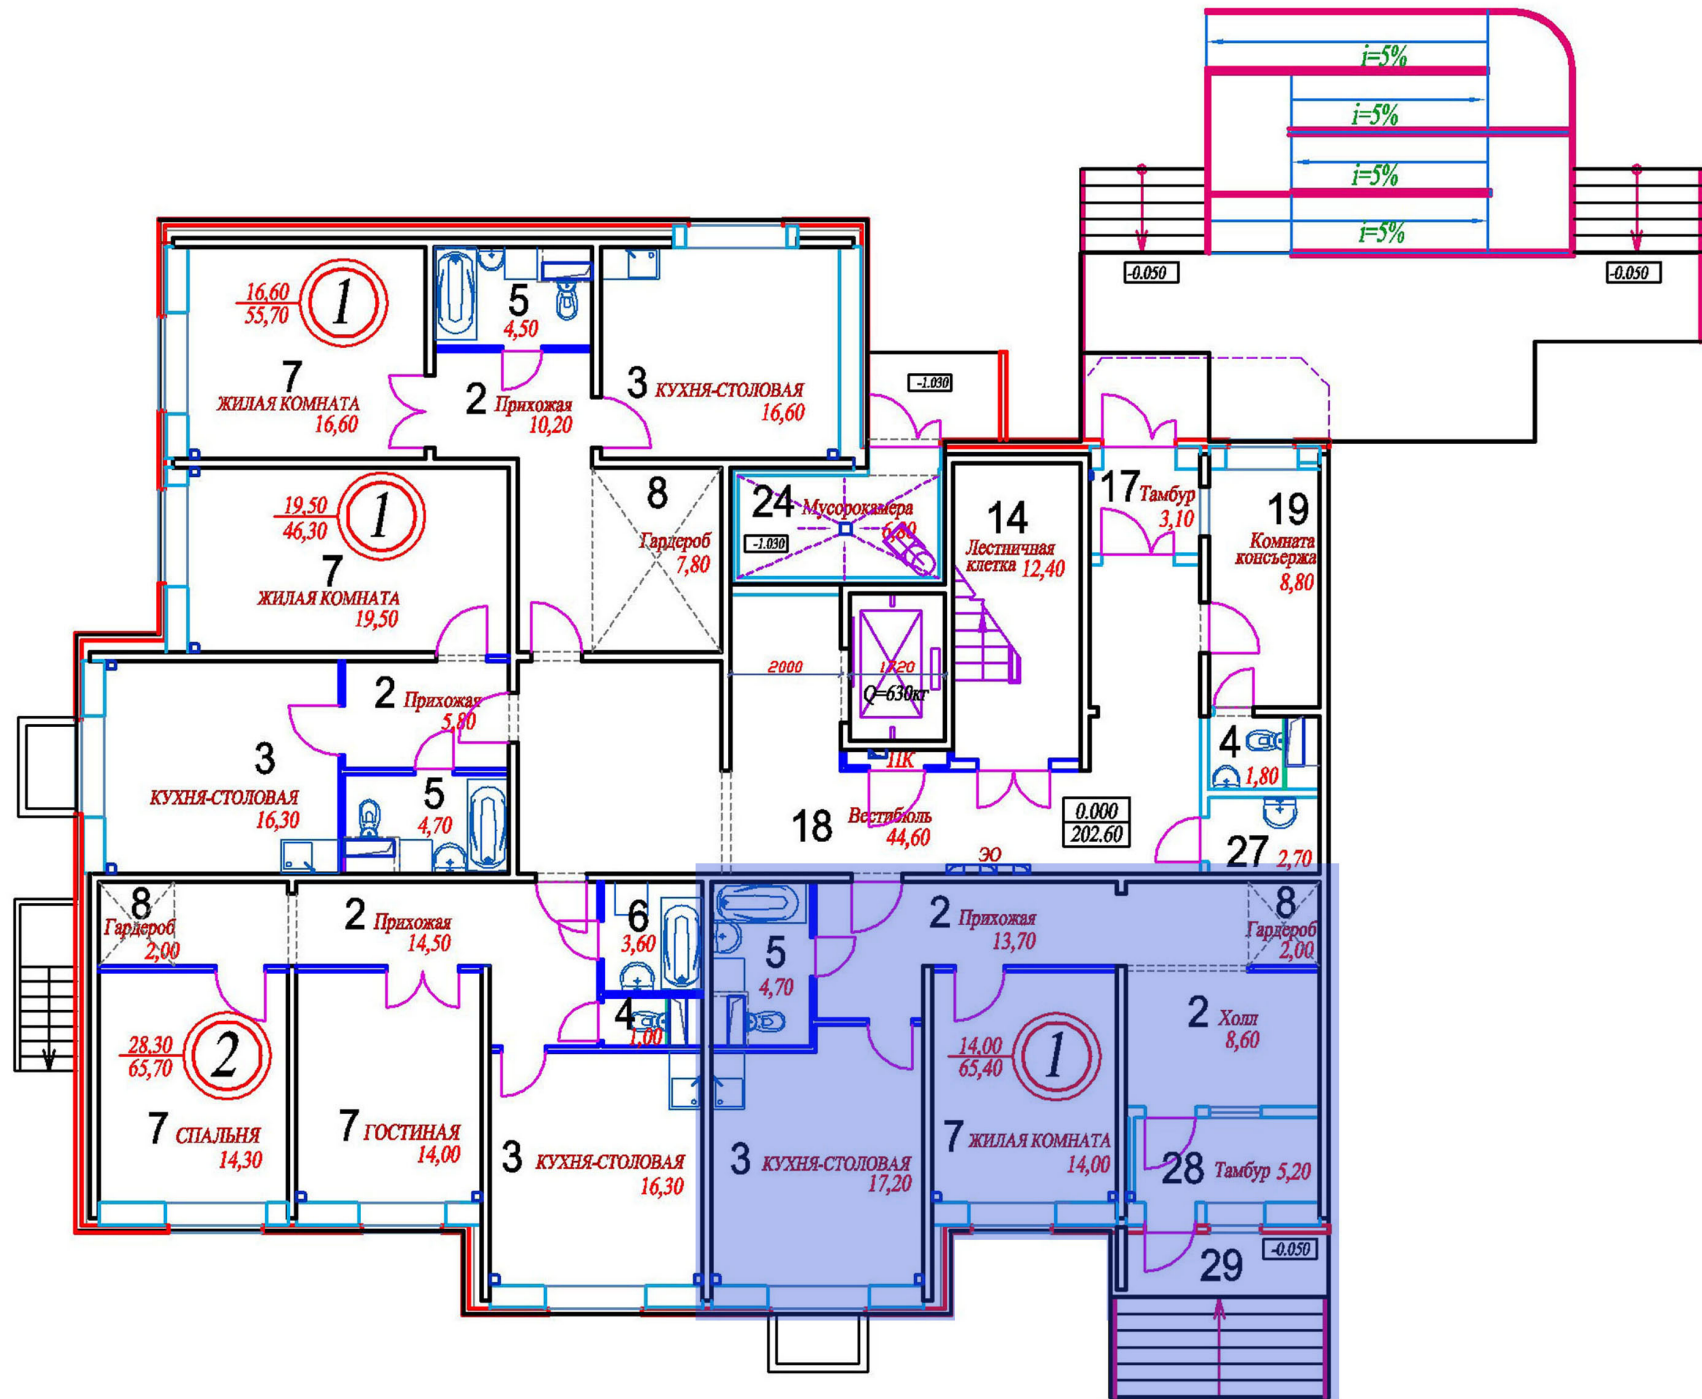 i=5%
i=5%
i=5%
i=5%
-0.050
-0.050
16,60
55,70
1
7
ЖИЛАЯ КОМНАТА
16,60
5
4,50
2 Прихожая
10,20
3 КУХНЯ-СТОЛОВАЯ
16,60
-1.030
19,50
46,30
1
7
ЖИЛАЯ КОМНАТА
19,50
8
Гардероб
7,80
24 Мусорокамера
6,80
-1.030
14
Лестничная
клетка 12,40
17 Тамбур
3,10
19
Комната
консьержа
8,80
2 Прихожая
5,80
3
КУХНЯ-СТОЛОВАЯ
16,30
5
4,70
2000
Q=630кг
ПК
18 Вестибюль
44,60
0.000
202.60
4
1,80
27 2,70
ЭО
8
Гардероб
2,00
2 Прихожая
14,50
6
3,60
4
1,00
28,30
65,70
2
7 СПАЛЬНЯ
14,30
7 ГОСТИНАЯ
14,00
3 КУХНЯ-СТОЛОВАЯ
16,30
5
4,70
2 Прихожая
13,70
8
Гардероб
2,00
2 Холл
8,60
14,00
65,40
1
3 КУХНЯ-СТОЛОВАЯ
17,20
7 ЖИЛАЯ КОМНАТА
14,00
28 Тамбур 5,20
29
-0.050